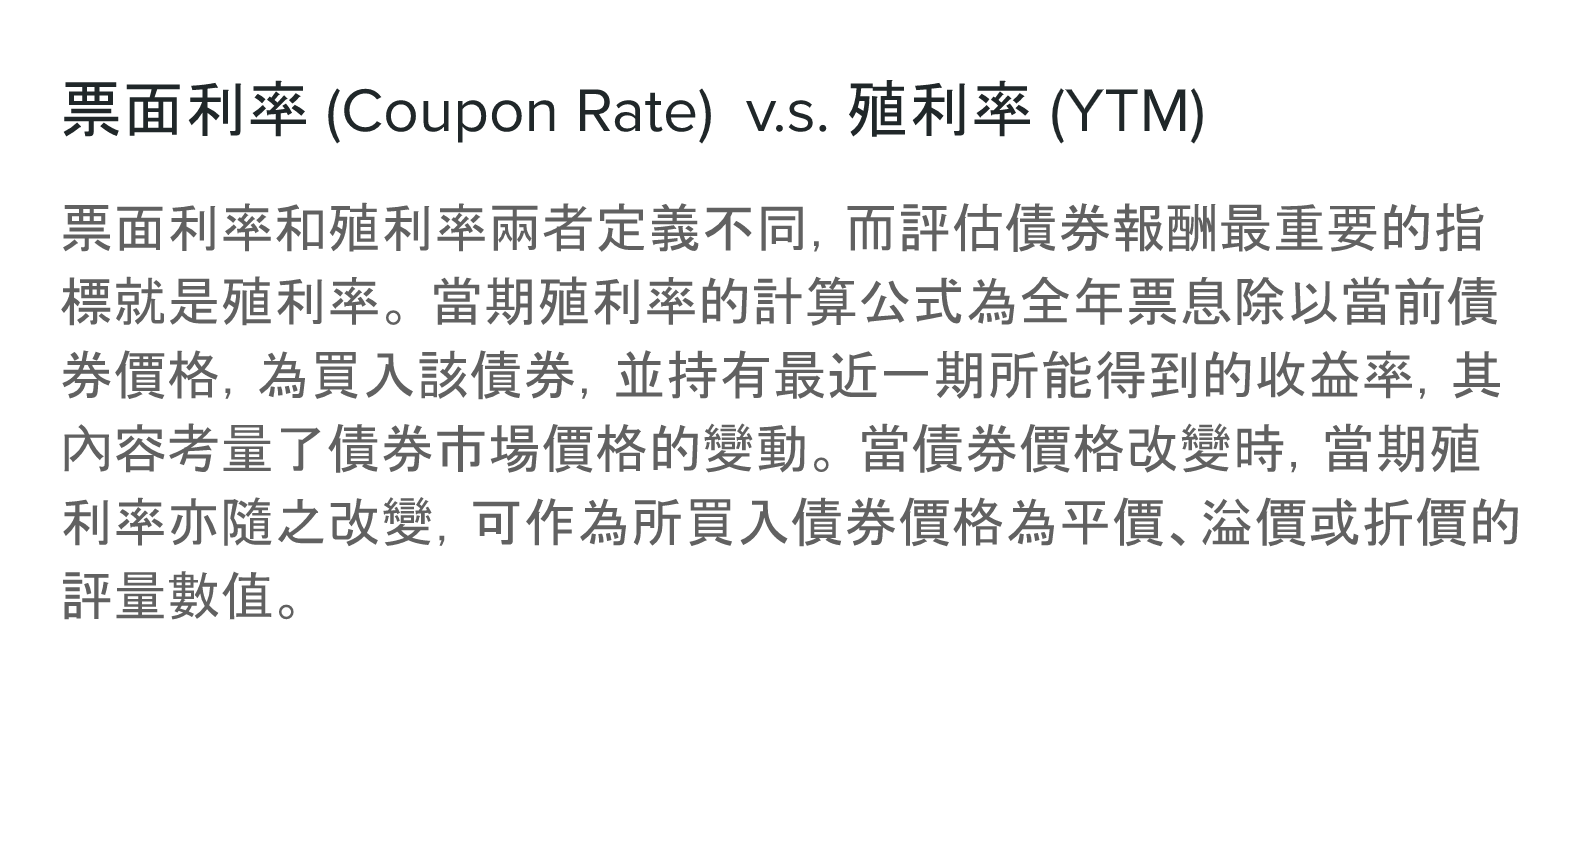 票面利率 (Coupon Rate)  v.s. 殖利率 (YTM)
票面利率和殖利率兩者定義不同, 而評估債券報酬最重要的指
標就是殖利率。當期殖利率的計算公式為全年票息除以當前債
券價格, 為買入該債券, 並持有最近一期所能得到的收益率, 其
內容考量了債券市場價格的變動。當債券價格改變時, 當期殖
利率亦隨之改變, 可作為所買入債券價格為平價、溢價或折價的
評量數值。